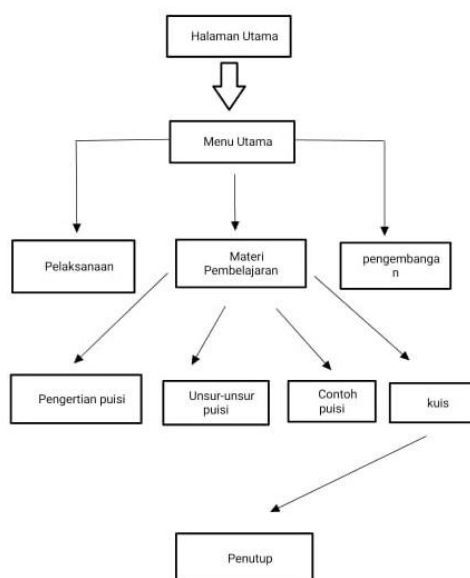 Halaman Utama
Menu Utama
Pelaksanaan
Materi
Pembelajaran
pengembanga
n
Pengertian puisi
Unsur-unsur
puisi
Contoh
puisi
kuis
Penutup